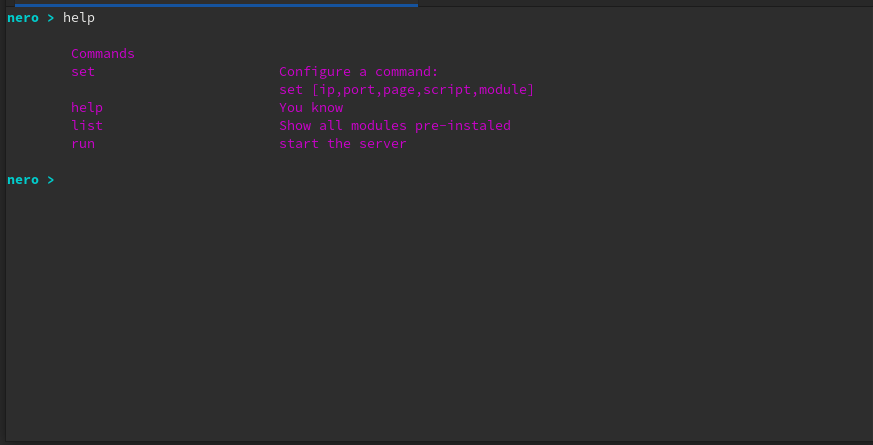 nero > help
Commands
set Configure a command:
set [ip,port,page,script,module]
help You know
list Show all modules pre-instaled
run start the server
nero >